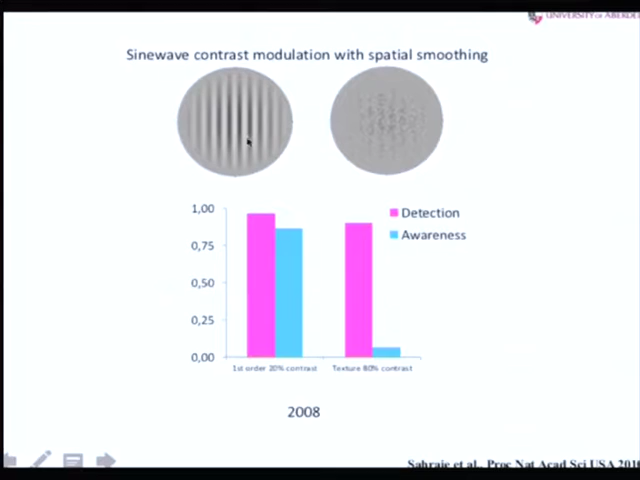 UNIVERSITY OF ABERDE
Sinewave contrast modulation with spatial smoothing
1,00
0,75
0,50
0,25
0,00
Detection
Awareness
1st order 20% contrast
Texture 80% contrast
2008
Sahraie et al., Proc Nat Acad Sci USA 2010